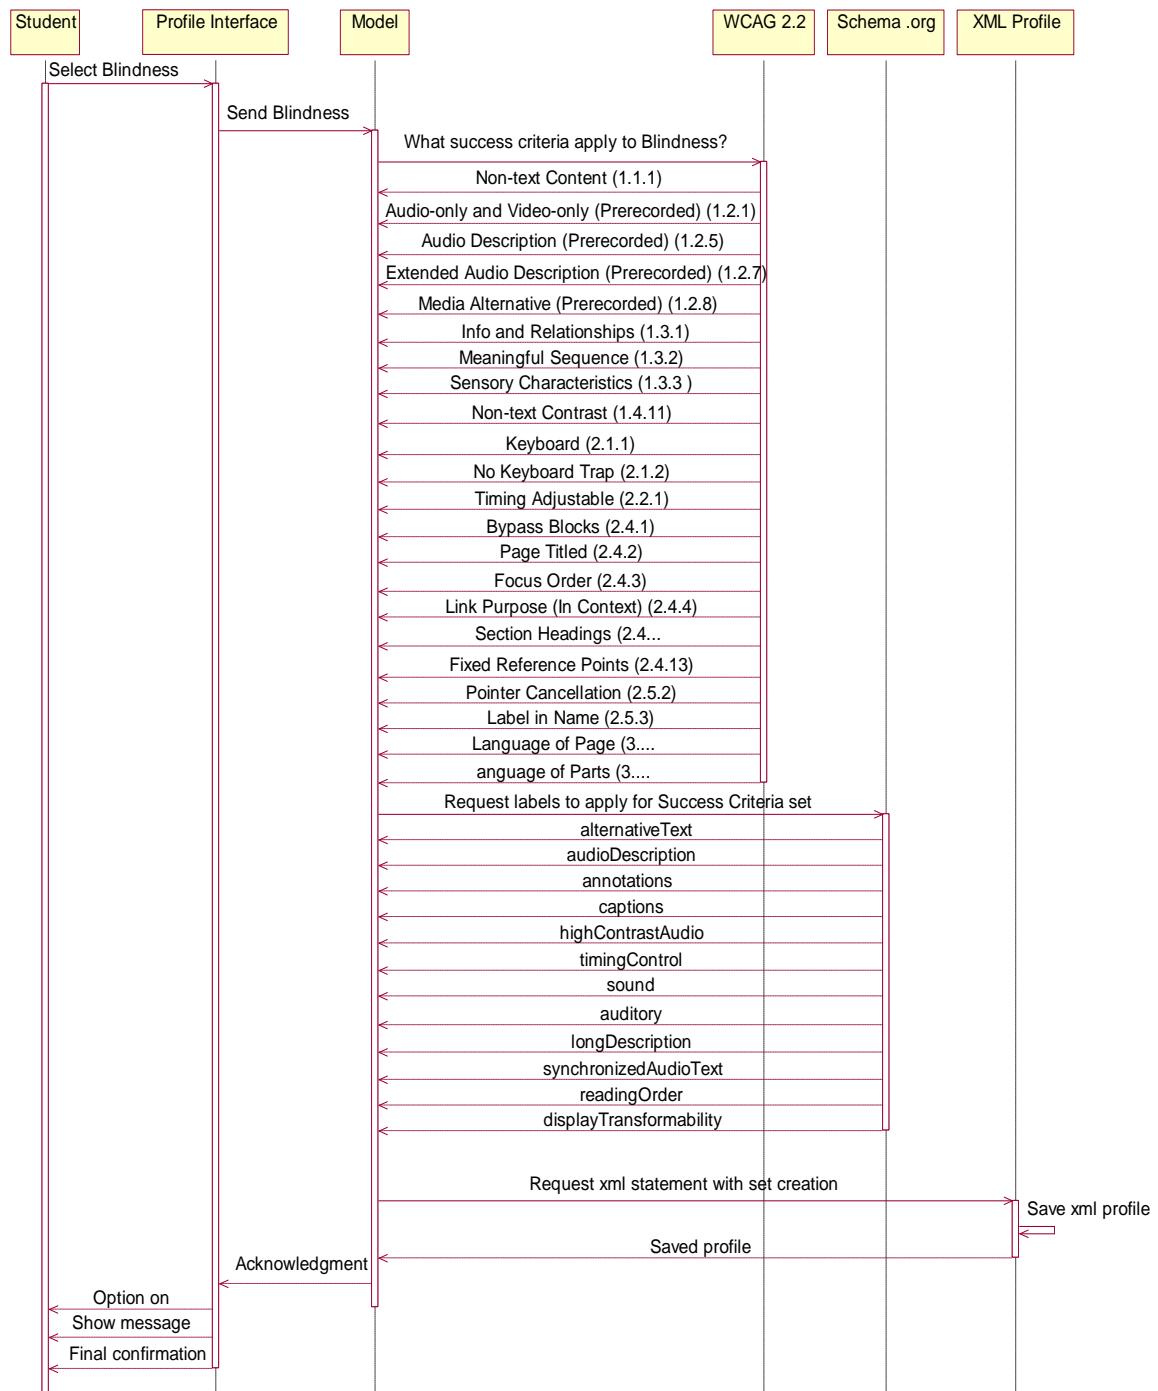 Student
Profile Interface
Model
WCAG 2.2
Schema .org
XML Profile
Select Blindness
Send Blindness
What success criteria apply to Blindness?
Non-text Content (1.1.1)
Audio-only and Video-only (Prerecorded) (1.2.1)
Audio Description (Prerecorded) (1.2.5)
Extended Audio Description (Prerecorded) (1.2.7)
Media Alternative (Prerecorded) (1.2.8)
Info and Relationships (1.3.1)
Meaningful Sequence (1.3.2)
Sensory Characteristics (1.3.3 )
Non-text Contrast (1.4.11)
Keyboard (2.1.1)
No Keyboard Trap (2.1.2)
Timing Adjustable (2.2.1)
Bypass Blocks (2.4.1)
Page Titled (2.4.2)
Focus Order (2.4.3)
Link Purpose (In Context) (2.4.4)
Section Headings (2.4...
Fixed Reference Points (2.4.13)
Pointer Cancellation (2.5.2)
Label in Name (2.5.3)
Language of Page (3....
anguage of Parts (3....
Request labels to apply for Success Criteria set
alternativeText
audioDescription
annotations
captions
highContrastAudio
timingControl
sound
auditory
longDescription
synchronizedAudioText
readingOrder
displayTransformability
Request xml statement with set creation
Save xml profile
Saved profile
Acknowledgment
Option on
Show message
Final confirmation